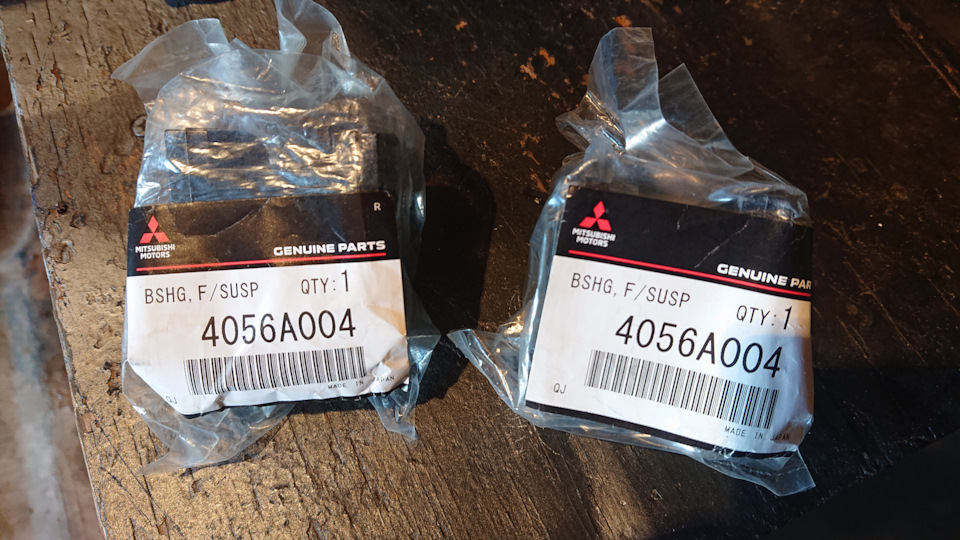 R
MITSUBISHI
MOTORS
GENUINE PARTS
BSHG, F/SUSP QTY:1
4056A004
QJ MADE IN JAPAN
MITSUBISHI
MOTORS
GENUINE PAR
BSHG, F/SUSP QTY:1
4056A004
QJ MADE IN JAPAN